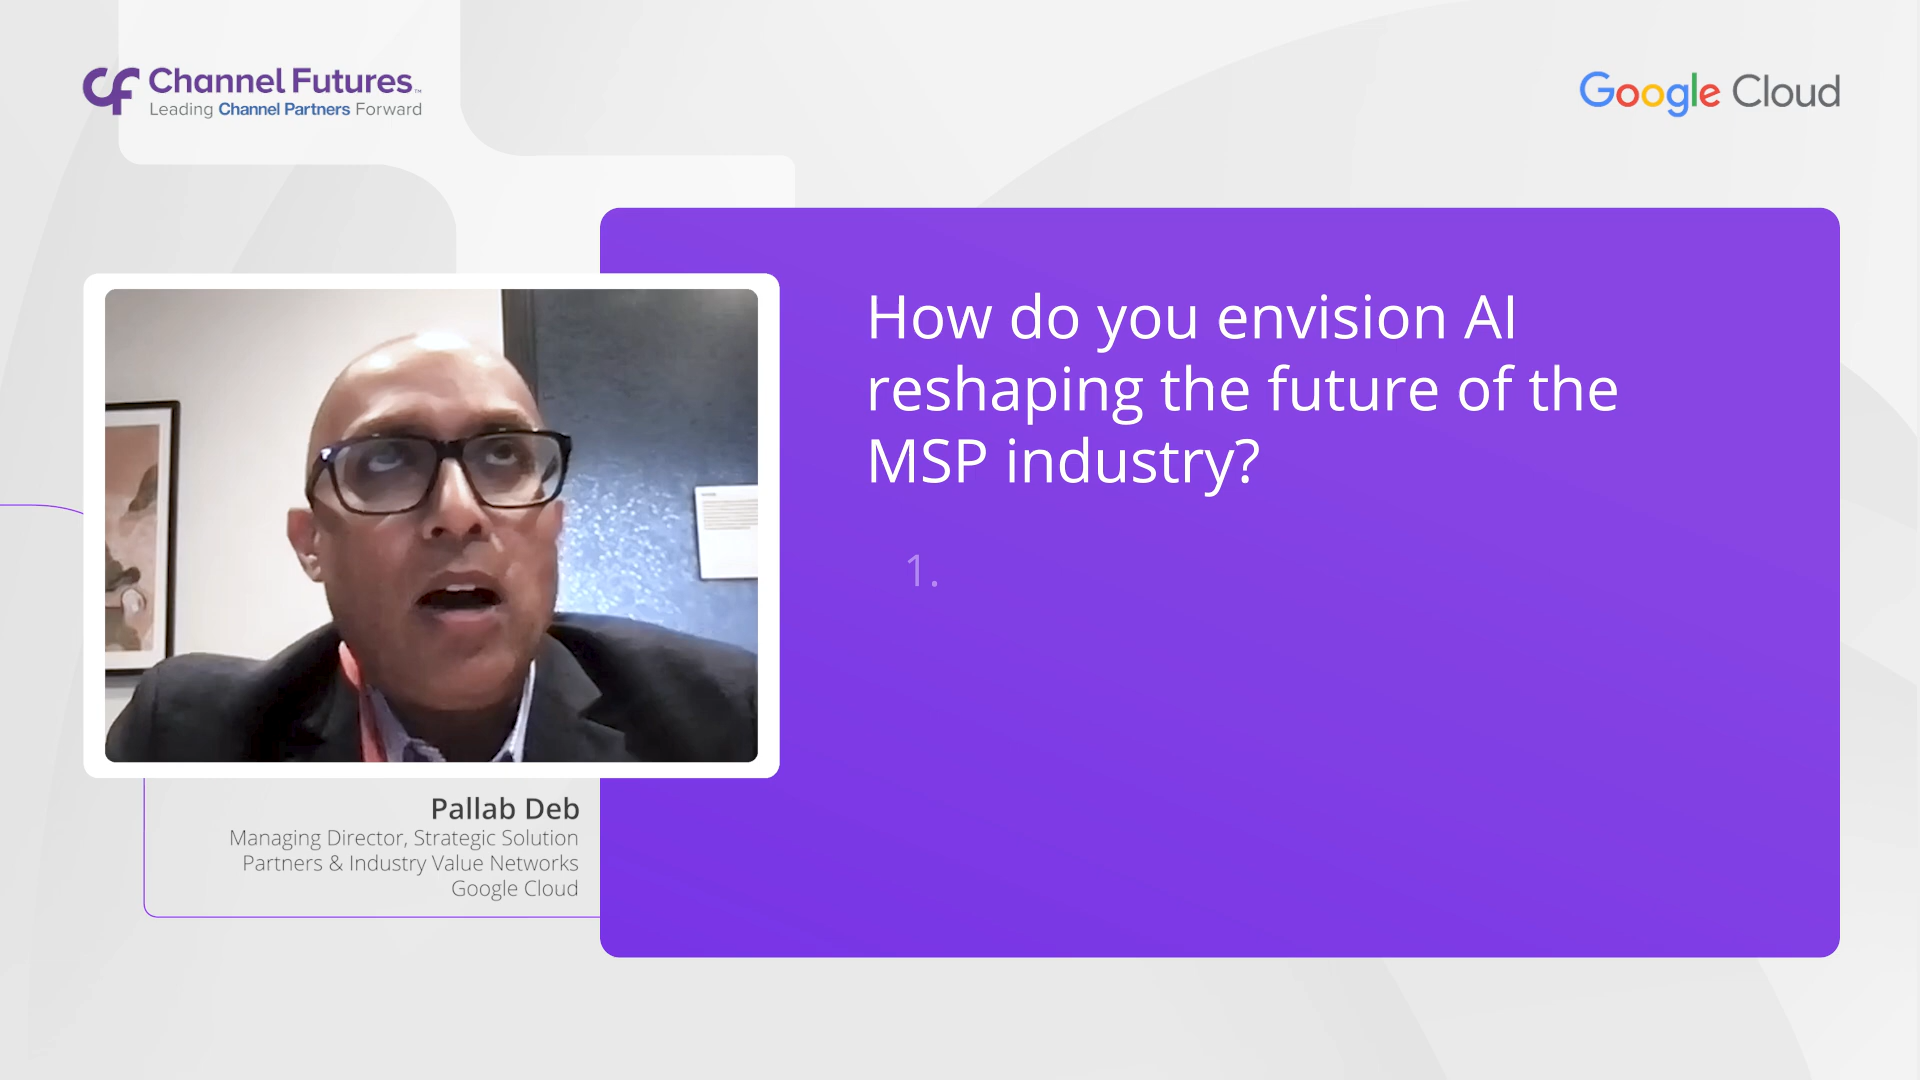 Channel Futures™
Leading Channel Partners Forward
Google Cloud
How do you envision AI
reshaping the future of the
MSP industry?
1.
Pallab Deb
Managing Director, Strategic Solution
Partners & Industry Value Networks
Google Cloud